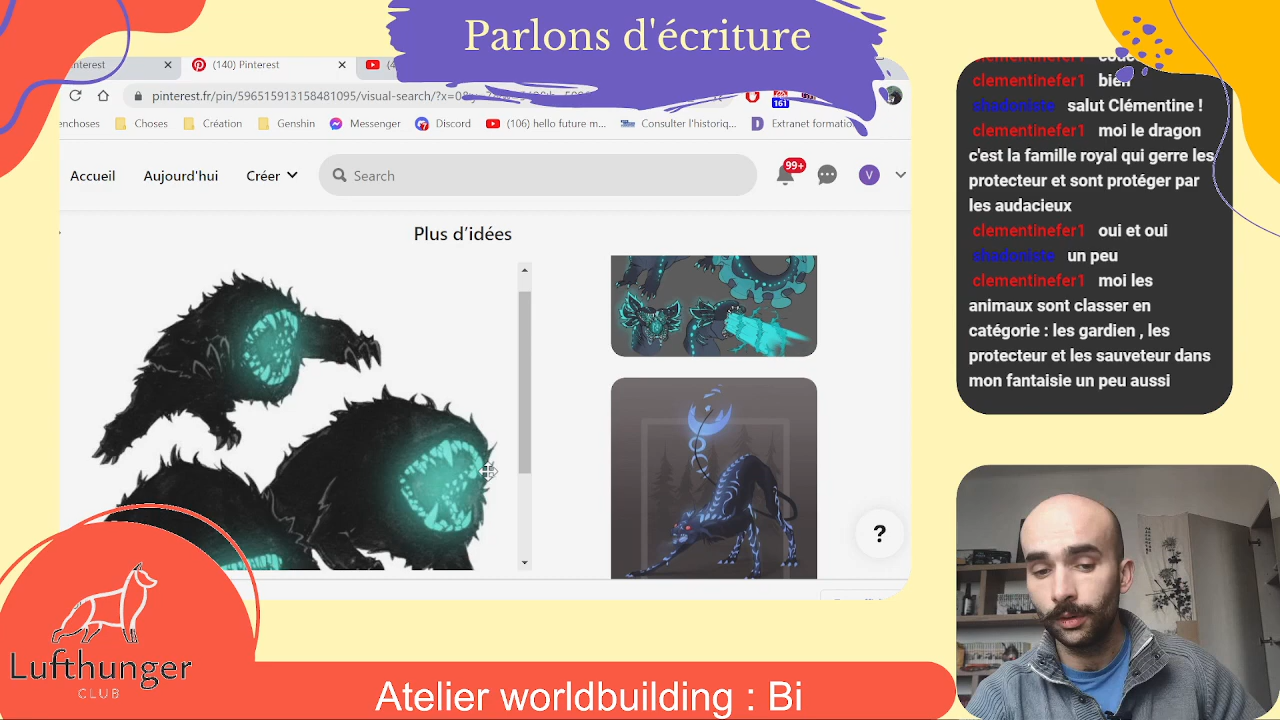 Parlons d'écriture
nterest
(140) Pinterest
pinterest.fr/pin/596515913158481095/visual-search/?x=0
161
enchoses
Choses
Création
Genshin
Messenger
Discord
(106) hello future m...
Consulter l'historiq...
Extranet formatio
Accueil
Aujourd'hui
Créer
Search
99+
V
Plus d'idées
?
clementinefer1 bien
shadoniste salut Clémentine !
clementinefer1 moi le dragon
c'est la famille royal qui gerre les
protecteur et sont protéger par
les audacieux
clementinefer1 oui et oui
shadoniste un peu
clementinefer1 moi les
animaux sont classer en
catégorie : les gardien , les
protecteur et les sauveteur dans
mon fantaisie un peu aussi
Lufthunger
CLUB
Atelier worldbuilding : Bi